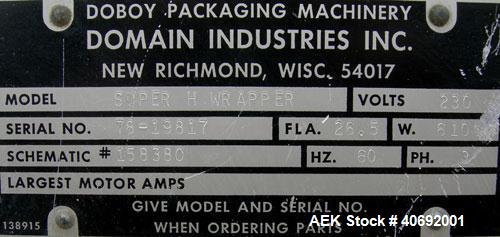 DOBOY PACKAGING MACHINERY
DOMAIN INDUSTRIES INC.
NEW RICHMOND, WISC. 54017
MODEL SUPER H WRAPPER VOLTS 230
SERIAL NO. 78-19817 FLA. 26.5 W.
SCHEMATIC # 158380 HZ. 60 PH.
LARGEST MOTOR AMPS
GIVE MODEL AND SERIAL NO.
138915 WHEN ORDERING PARTS
AEK Stock # 40692001